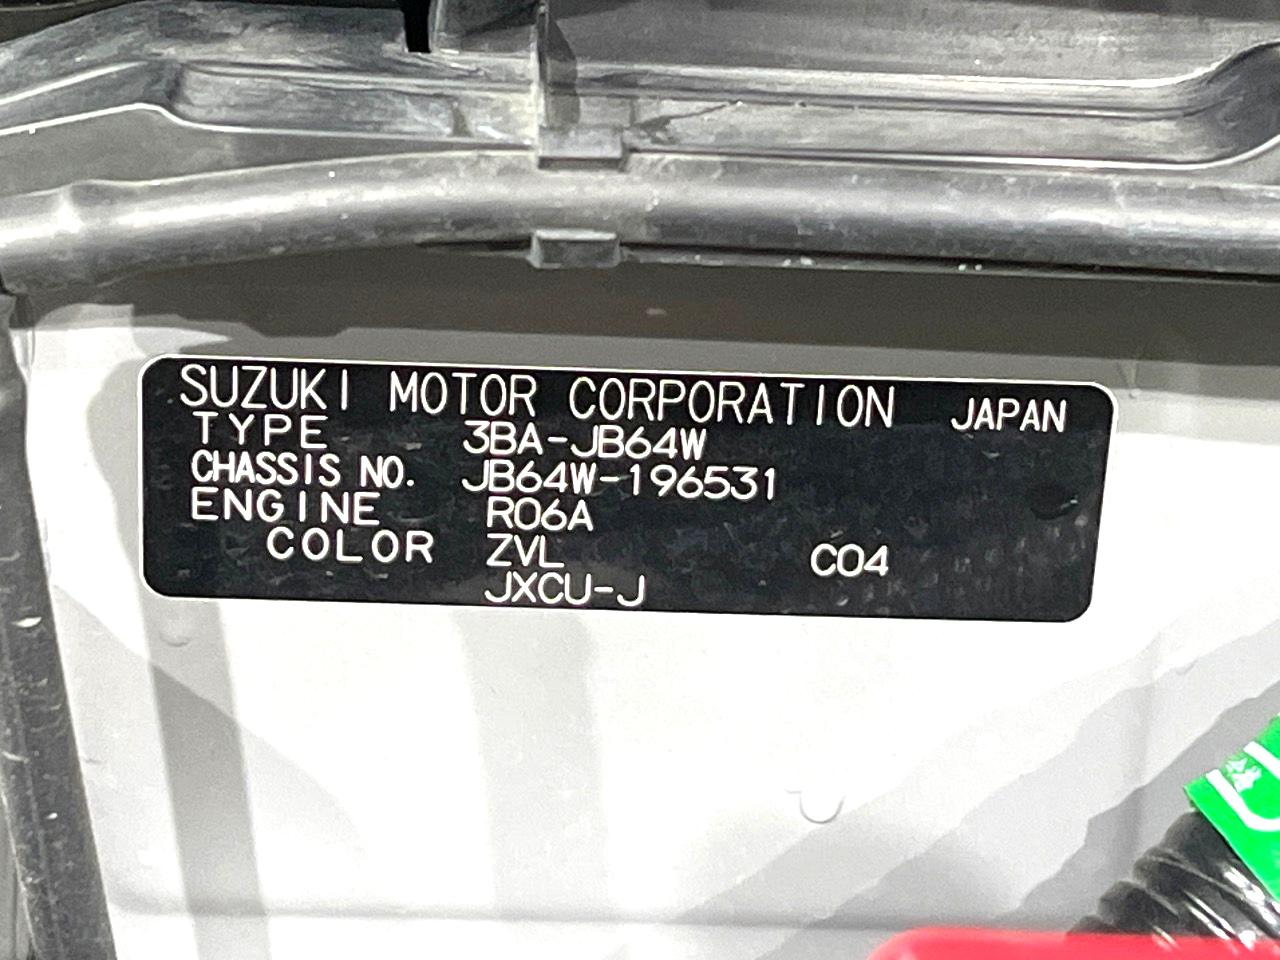 SUZUKI MOTOR CORPORATION JAPAN
TYPE 3BA-JB64W
CHASSIS NO. JB64W-196531
ENGINE R06A
COLOR ZVL C04
JXCU-J